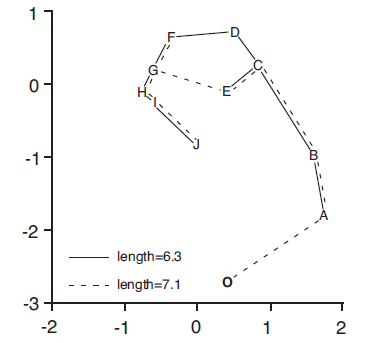 1
F
D
G
C
0
H
E
I
J
-1
B
A
-2
length=6.3
O
length=7.1
-3
-2 -1 0 1 2